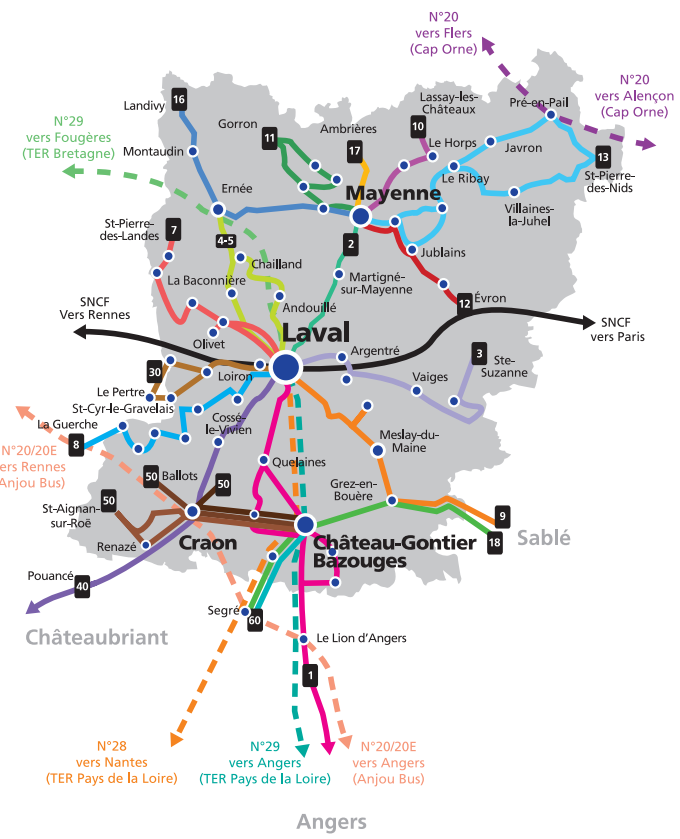 N°20
vers Flers
(Cap Orne)
N°20
vers Alençon
(Cap Orne)
N°29
vers Fougères
(TER Bretagne)
Landivy
16
Gorron
11
Ambrières
17
Lassay-les-
Châteaux
10
Le Horps
Pré-en-Pail
Javron
13
St-Pierre-
des-Nids
Montaudin
Ernée
Mayenne
Le Ribay
Villaines-
la-Juhel
St-Pierre-
des-Landes
7
4-5
2
Jublains
Chailland
La Baconnière
Martigné-
sur-Mayenne
Andouillé
12
Évron
SNCF
Vers Rennes
SNCF
vers Paris
Laval
Olivet
Argentré
3
Ste-
Suzanne
30
Loiron
Vaiges
Le Pertre
St-Cyr-le-Gravelais
La Guerche
8
Cossé-
le-Vivien
Meslay-du-
Maine
N°20/20E
ers Rennes
Anjou Bus)
Quelaines
50
Ballots
50
50
St-Aignan-
sur-Roë
Grez-en-
Bouère
9
18
Sablé
Renazé
Craon
Château-Gontier
Bazouges
Pouancé
40
Châteaubriant
Segré
60
Le Lion d'Angers
1
N°28
vers Nantes
(TER Pays de la Loire)
N°29
vers Angers
(TER Pays de la Loire)
N°20/20E
vers Angers
(Anjou Bus)
Angers